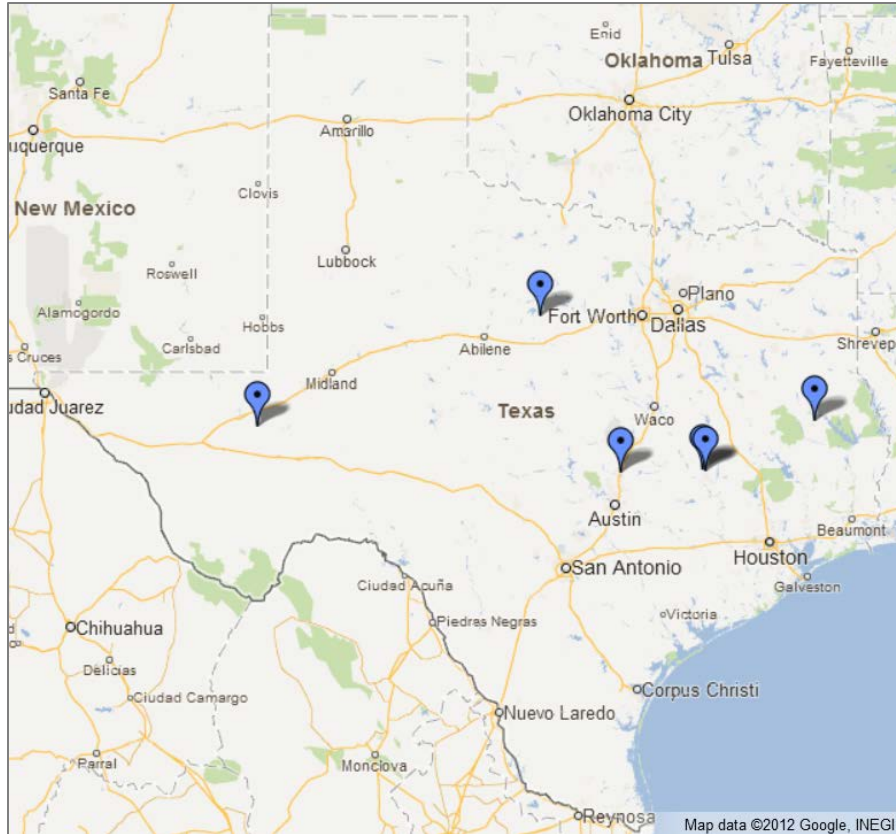 Enid
Oklahoma
Tulsa
Fayetteville
Santa Fe
Oklahoma City
Amarillo
uquerque
Clovis
New Mexico
Lubbock
Roswell
Plano
Alamogordo
Fort Worth
Dallas
Hobbs
Carlsbad
Abilene
Shrevep
s Cruces
Midland
udad Juarez
Texas
Waco
Austin
Beaumont
Houston
San Antonio
Ciudad Acuña
Galveston
Victoria
Piedras Negras
Chihuahua
Delicias
Corpus Christi
Ciudad Camargo
Nuevo Laredo
Parral
Monclova
Reynosa
Map data ©2012 Google, INEGI